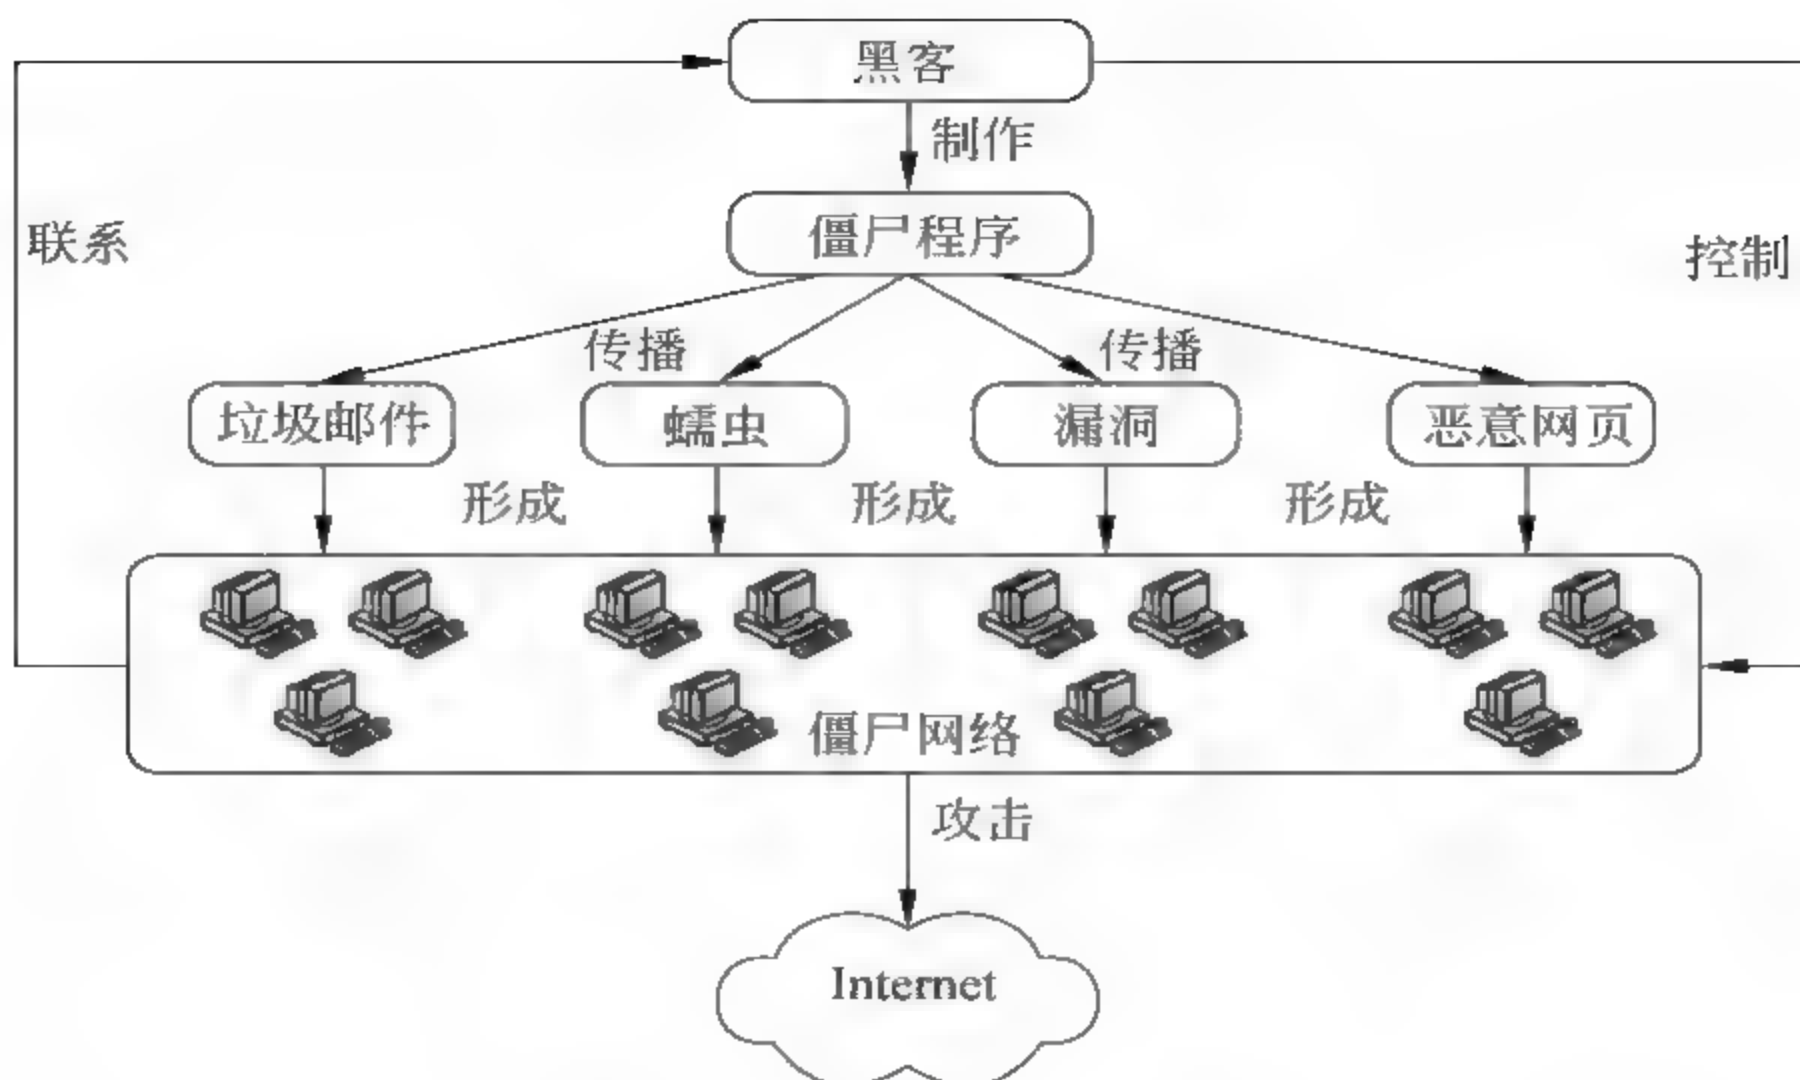 黑客
制作
联系
僵尸程序
控制
传播
传播
垃圾邮件
蠕虫
漏洞
恶意网页
形成
形成
形成
僵尸网络
攻击
Internet